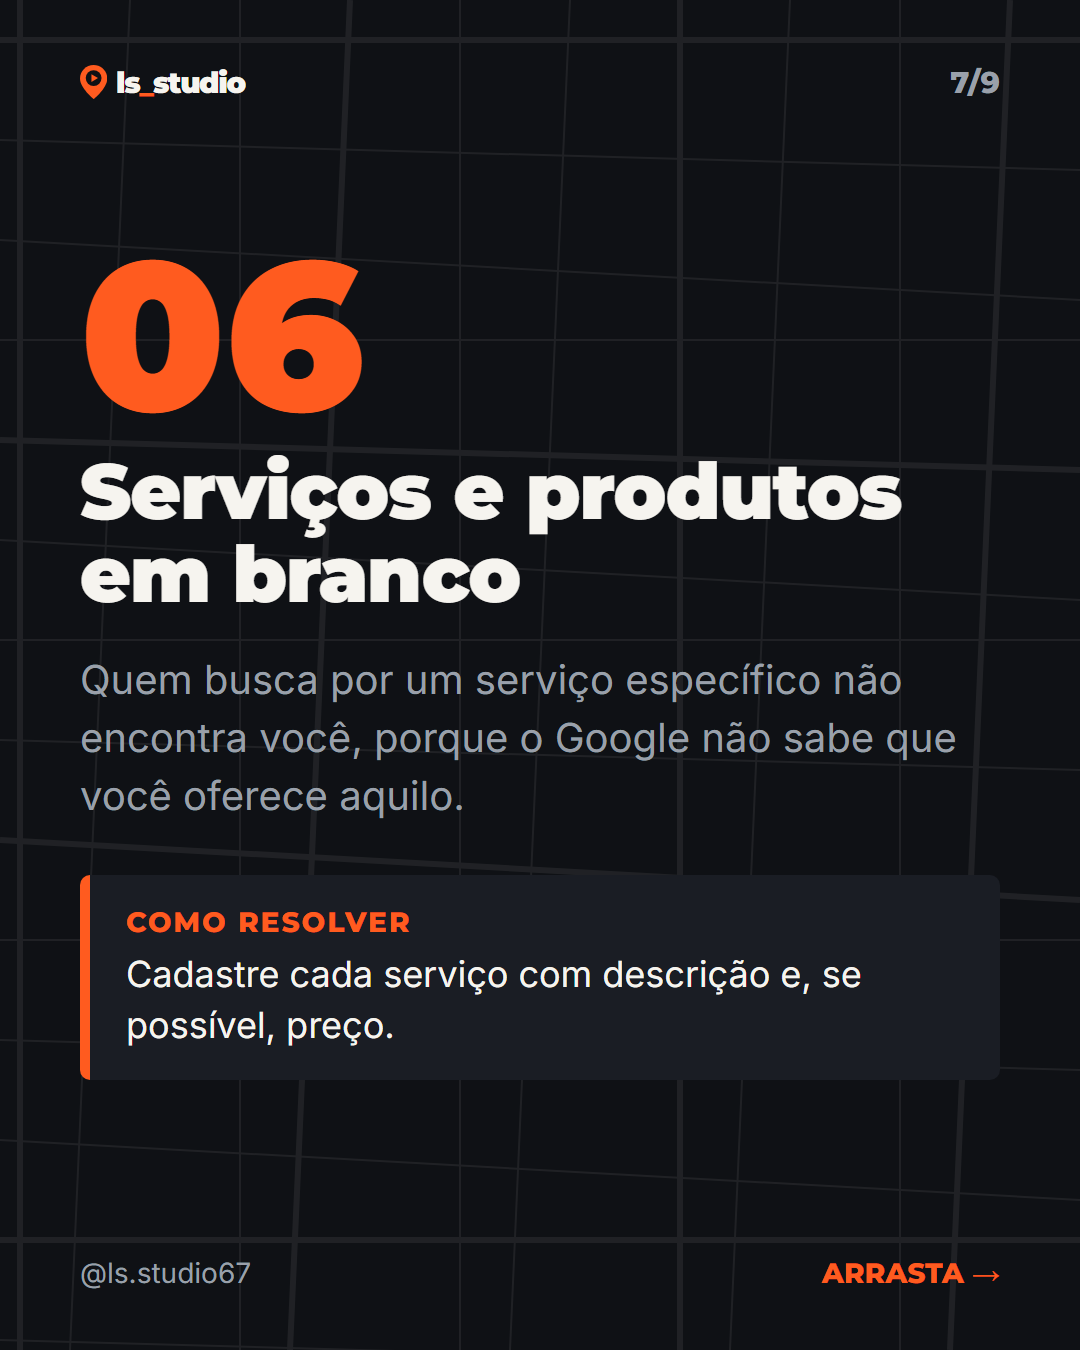 ls_studio
7/9
06
Serviços e produtos
em branco
Quem busca por um serviço específico não
encontra você, porque o Google não sabe que
você oferece aquilo.
COMO RESOLVER
Cadastre cada serviço com descrição e, se
possível, preço.
@ls.studio67
ARRASTA →